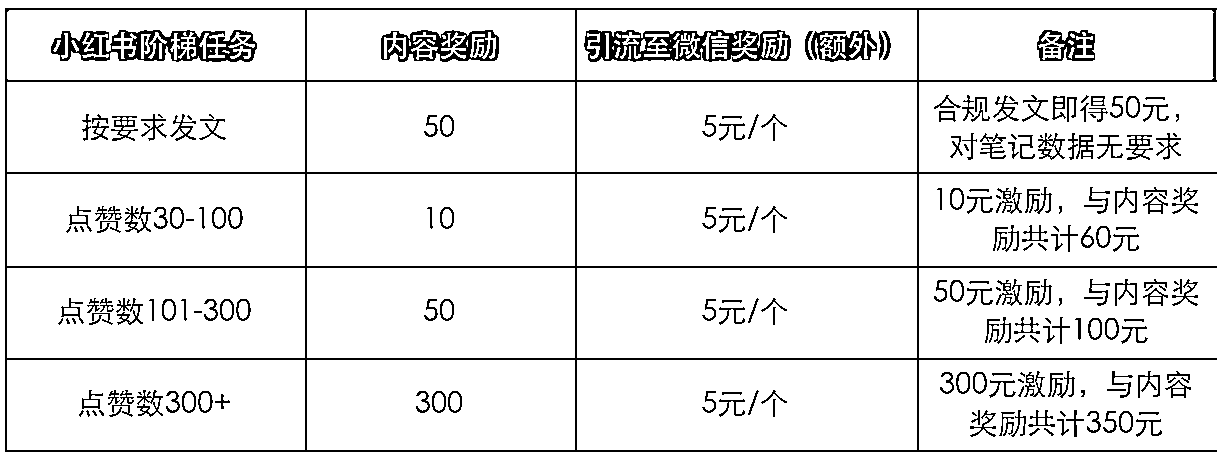 小红书阶梯任务 内容奖励 引流至微信奖励（额外） 备注
按要求发文 50 5元/个 合规发文即得50元，
对笔记数据无要求
点赞数30-100 10 5元/个 10元激励，与内容奖
励共计60元
点赞数101-300 50 5元/个 50元激励，与内容奖
励共计100元
点赞数300+ 300 5元/个 300元激励，与内容
奖励共计350元